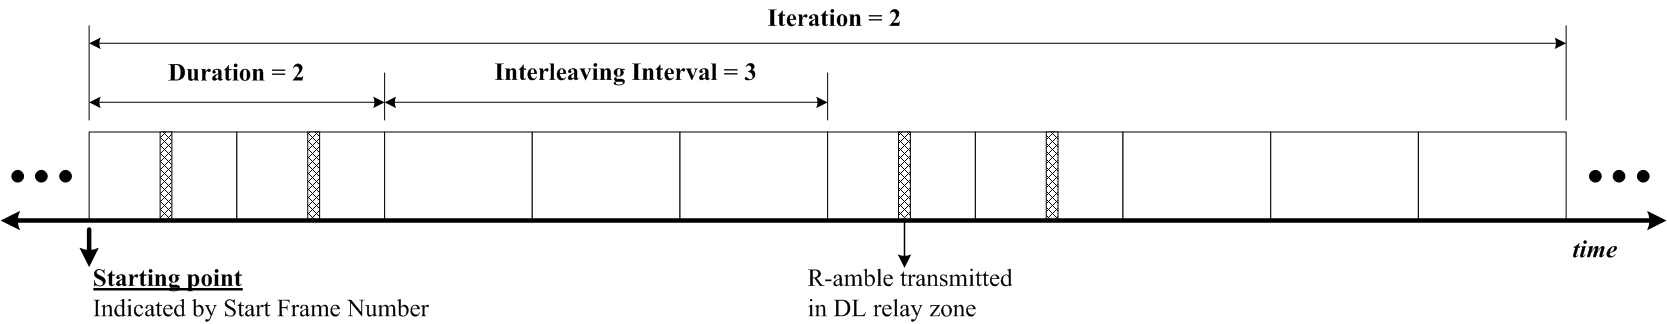 Iteration = 2
Duration = 2
Interleaving Interval = 3
time
Starting point
Indicated by Start Frame Number
R-amble transmitted
in DL relay zone